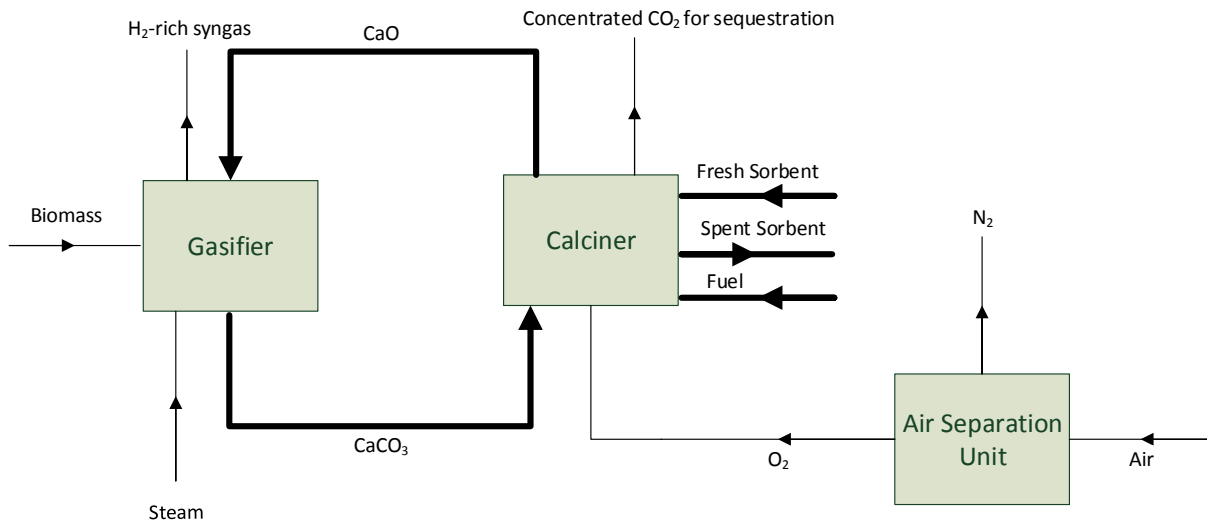 Concentrated CO₂ for sequestration
H₂-rich syngas
CaO
Fresh Sorbent
Biomass
N₂
Spent Sorbent
Gasifier
Calciner
Fuel
Air Separation
Unit
CaCO₃
O₂
Air
Steam